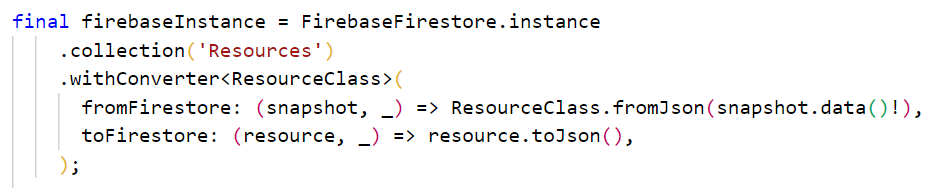 final firebaseInstance = FirebaseFirestore.instance
.collection('Resources')
.withConverter<ResourceClass>(
fromFirestore: (snapshot, _) => ResourceClass.fromJson(snapshot.data()!),
toFirestore: (resource, _) => resource.toJson(),
);